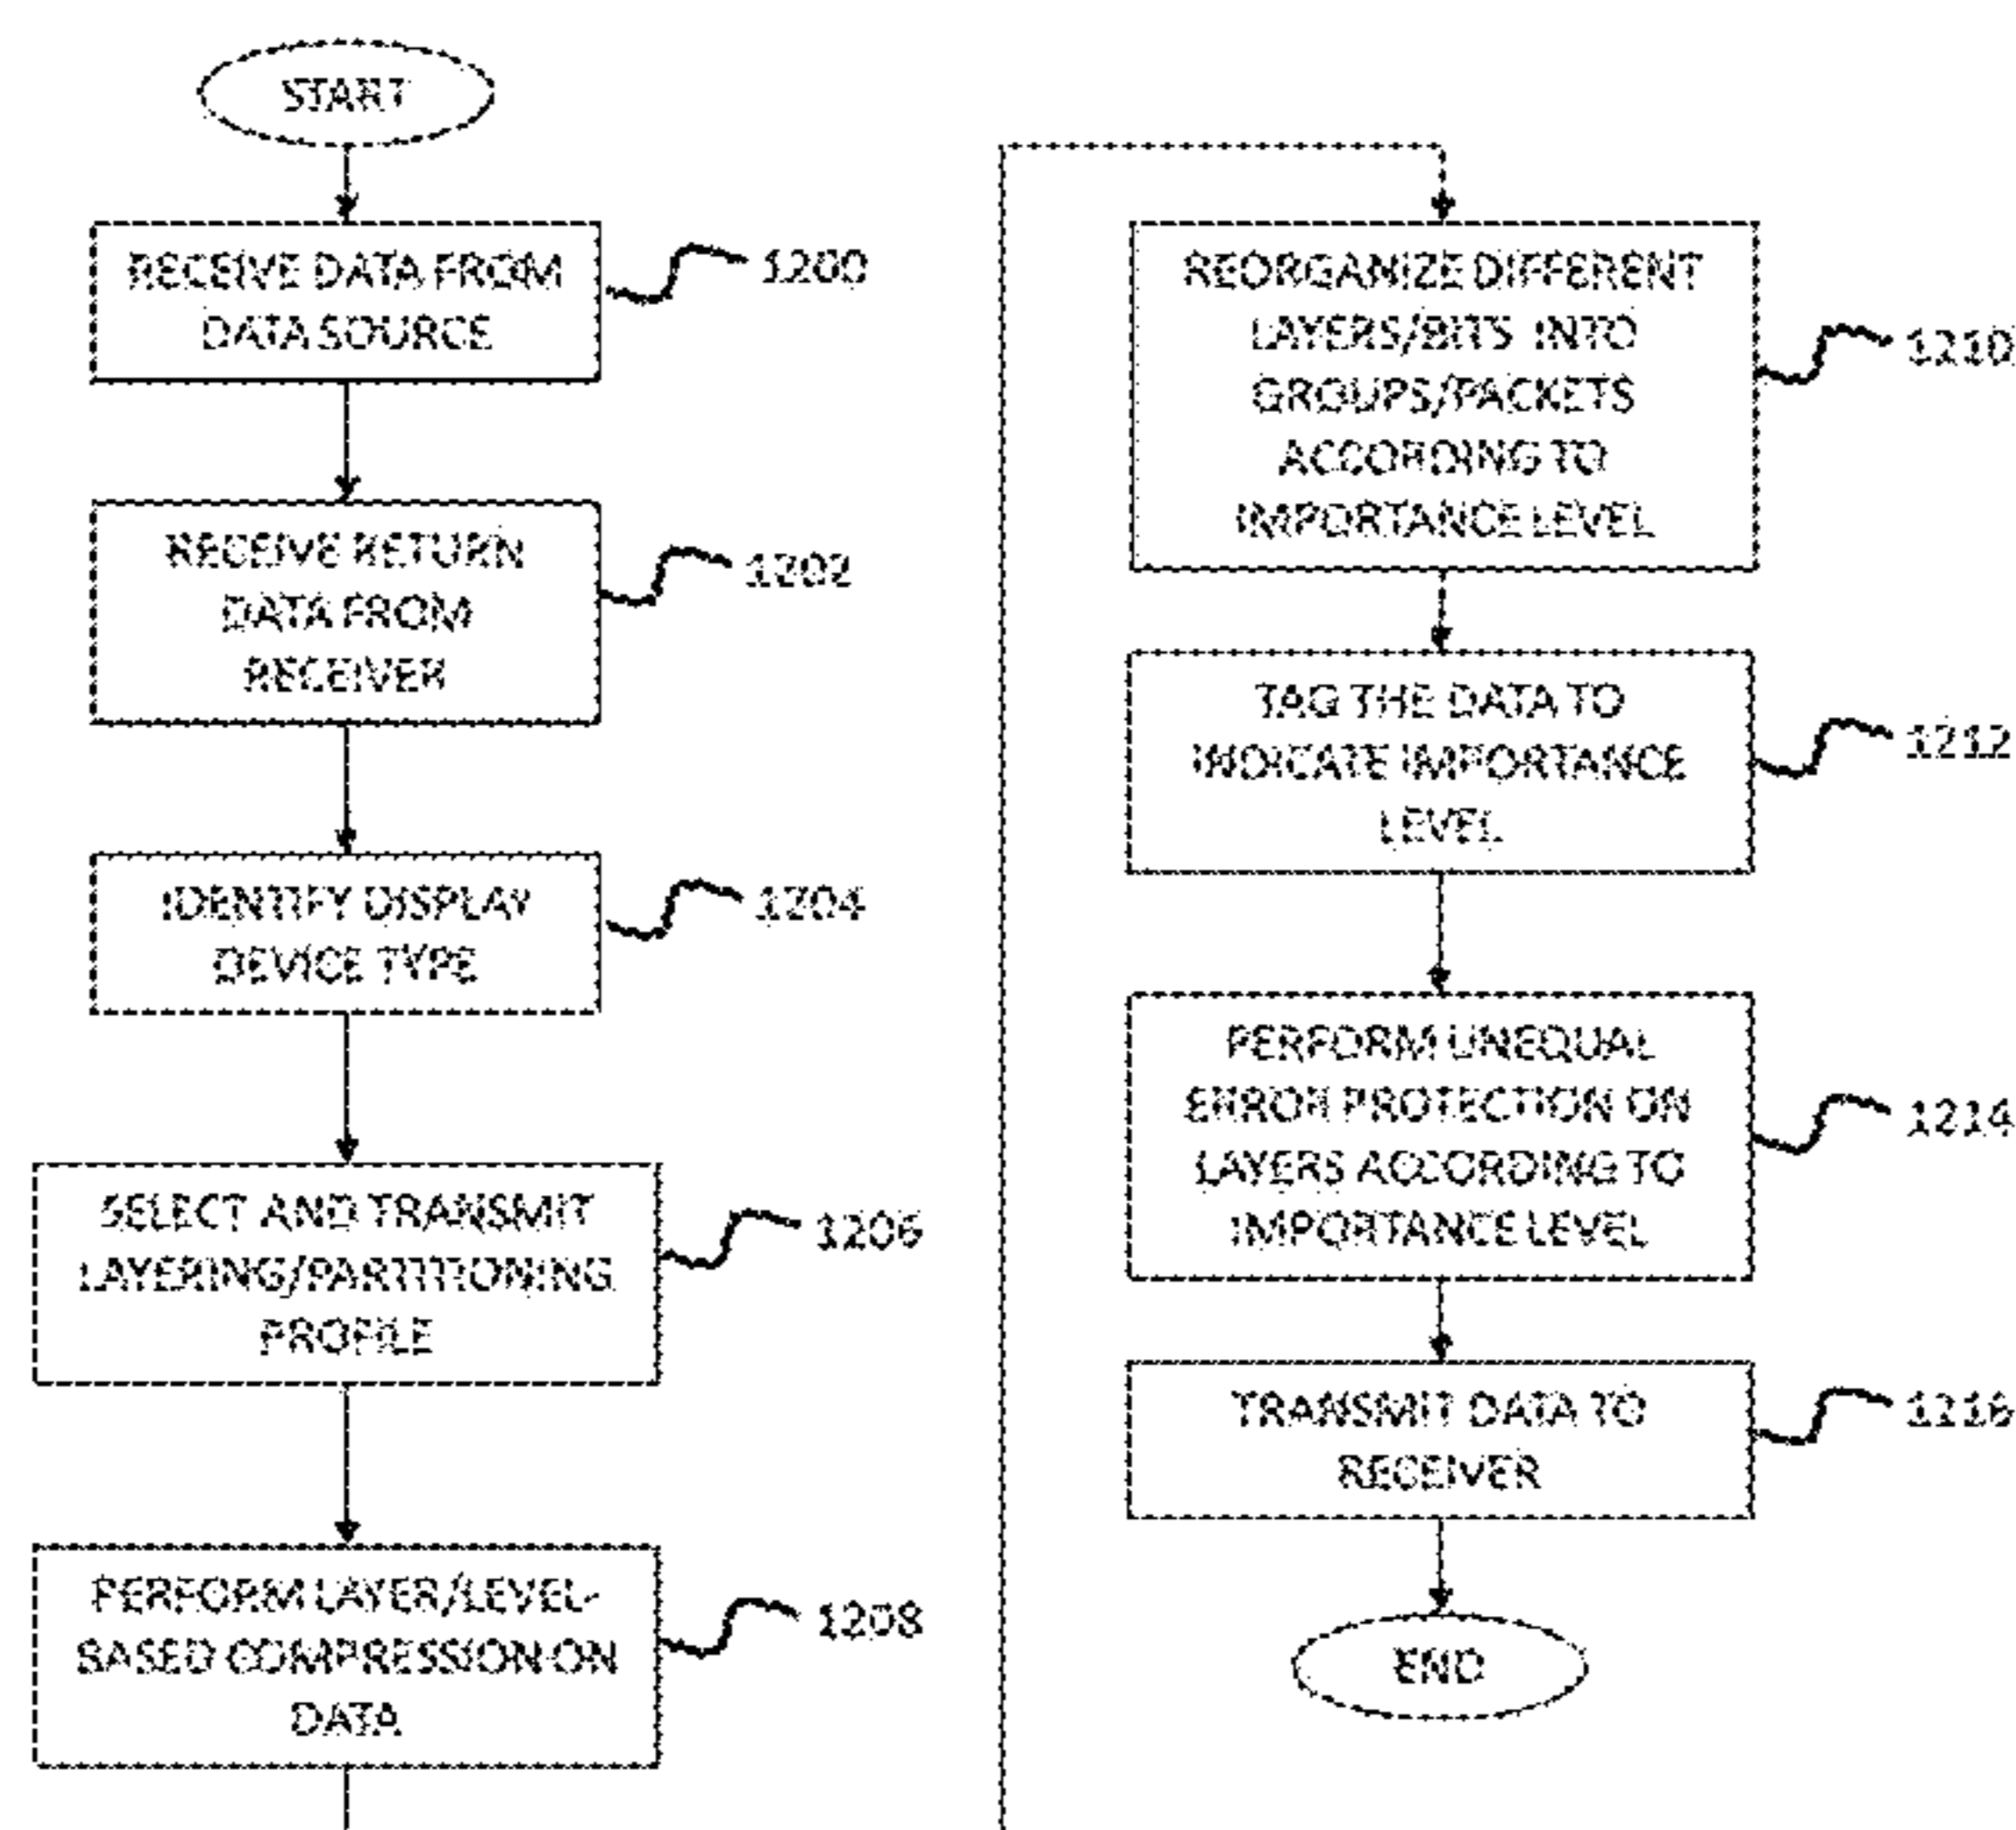 START
RECEIVE DATA FROM
DATA SOURCE
1200
RECEIVE RETURN
DATA FROM
RECEIVER
1202
IDENTIFY DISPLAY
DEVICE TYPE
1204
SELECT AND TRANSMIT
LAYERING/PARTITIONING
PROFILE
1206
PERFORM LAYER/LEVEL-
BASED COMPRESSION ON
DATA
1208
REORGANIZE DIFFERENT
LAYERS/BITS INTO
GROUPS/PACKETS
ACCORDING TO
IMPORTANCE LEVEL
1210
TAG THE DATA TO
INDICATE IMPORTANCE
LEVEL
1212
PERFORM UNEQUAL
ERROR PROTECTION ON
LAYERS ACCORDING TO
IMPORTANCE LEVEL
1214
TRANSMIT DATA TO
RECEIVER
1216
END